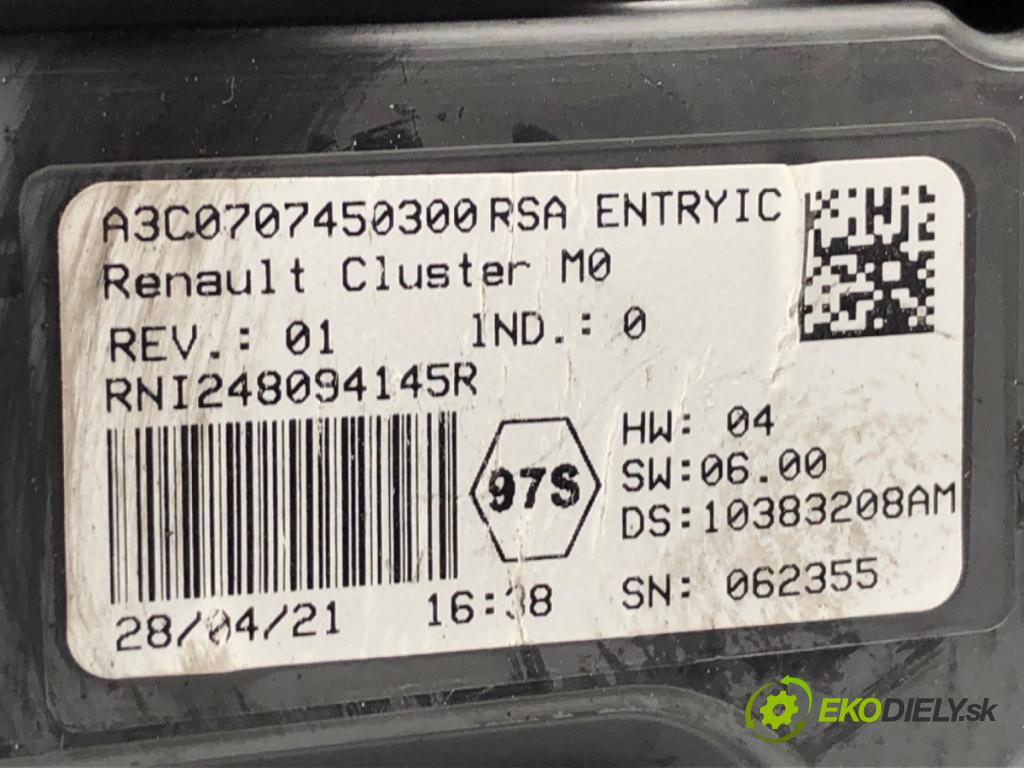 A3C0707450300 RSA ENTRYIC
Renault Cluster M0
REV.: 01 IND.: 0
RNI248094145R
97S
HW: 04
SW:06.00
DS:10383208AM
28/04/21 16:38
SN: 062355
EKODIELY.sk